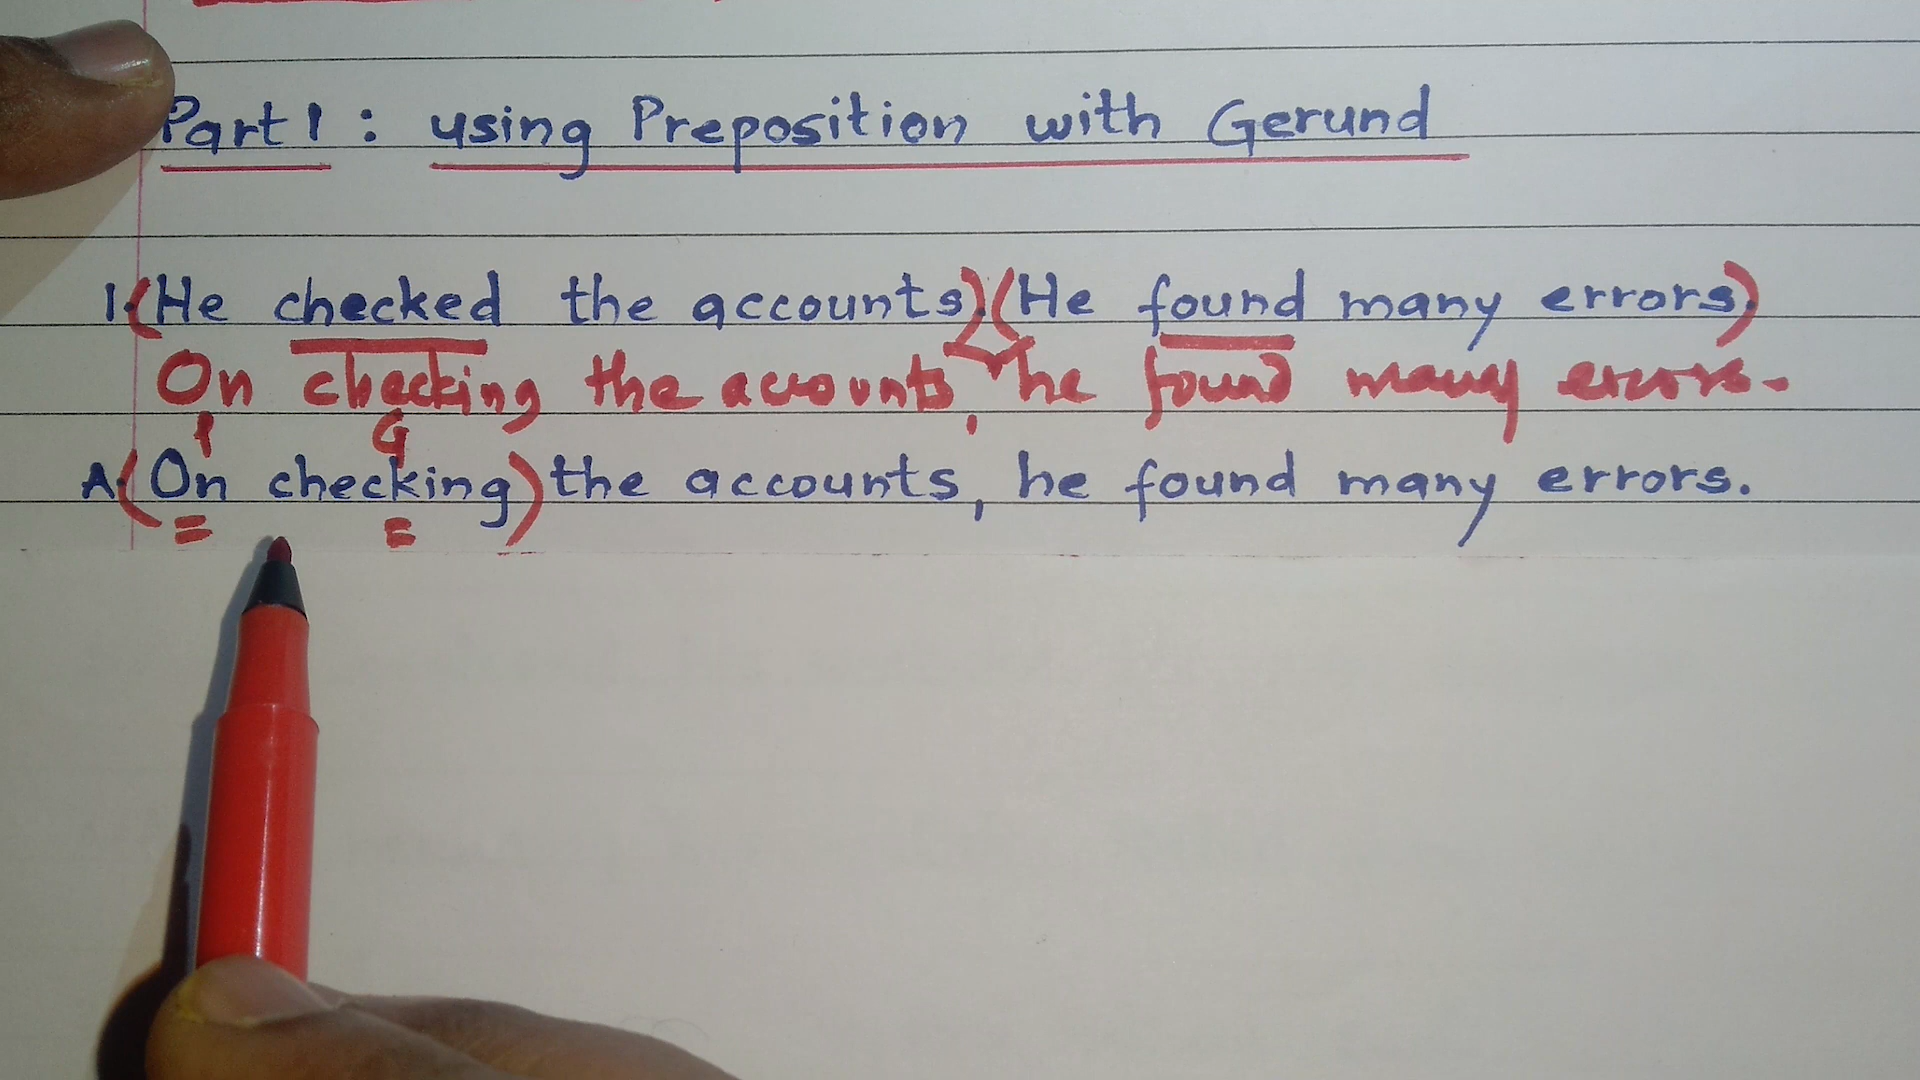 Part 1 : using Preposition with Gerund
1. (He checked the accounts). (He found many errors).
On checking the accounts, he found many errors.
P G
A. (On checking) the accounts, he found many errors.